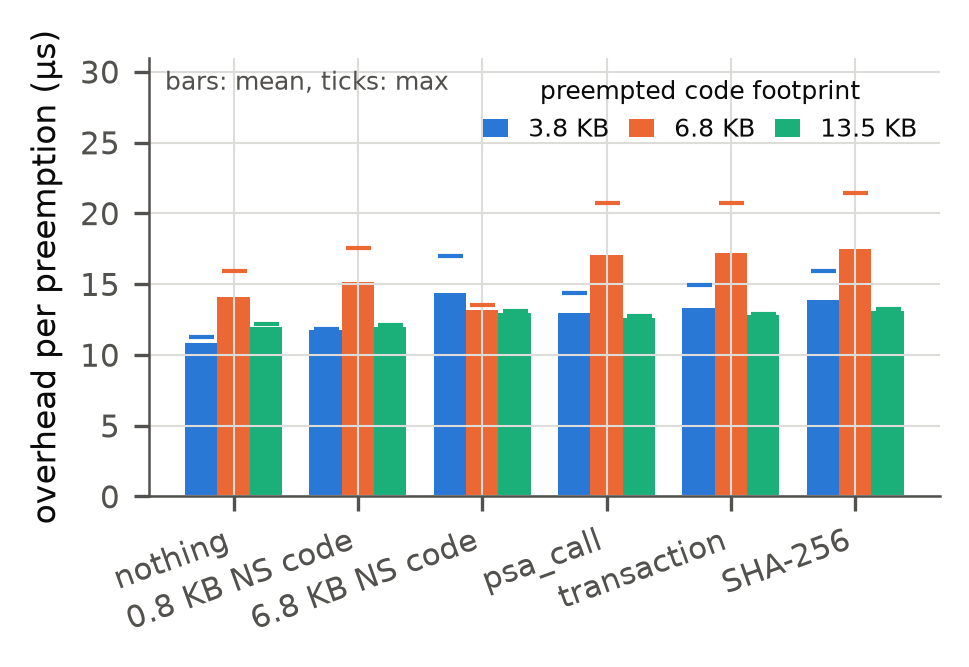 overhead per preemption (µs)
30
25
20
15
10
5
0
bars: mean, ticks: max
preempted code footprint
3.8 KB 6.8 KB 13.5 KB
nothing
0.8 KB NS code
6.8 KB NS code
psa_call
transaction
SHA-256